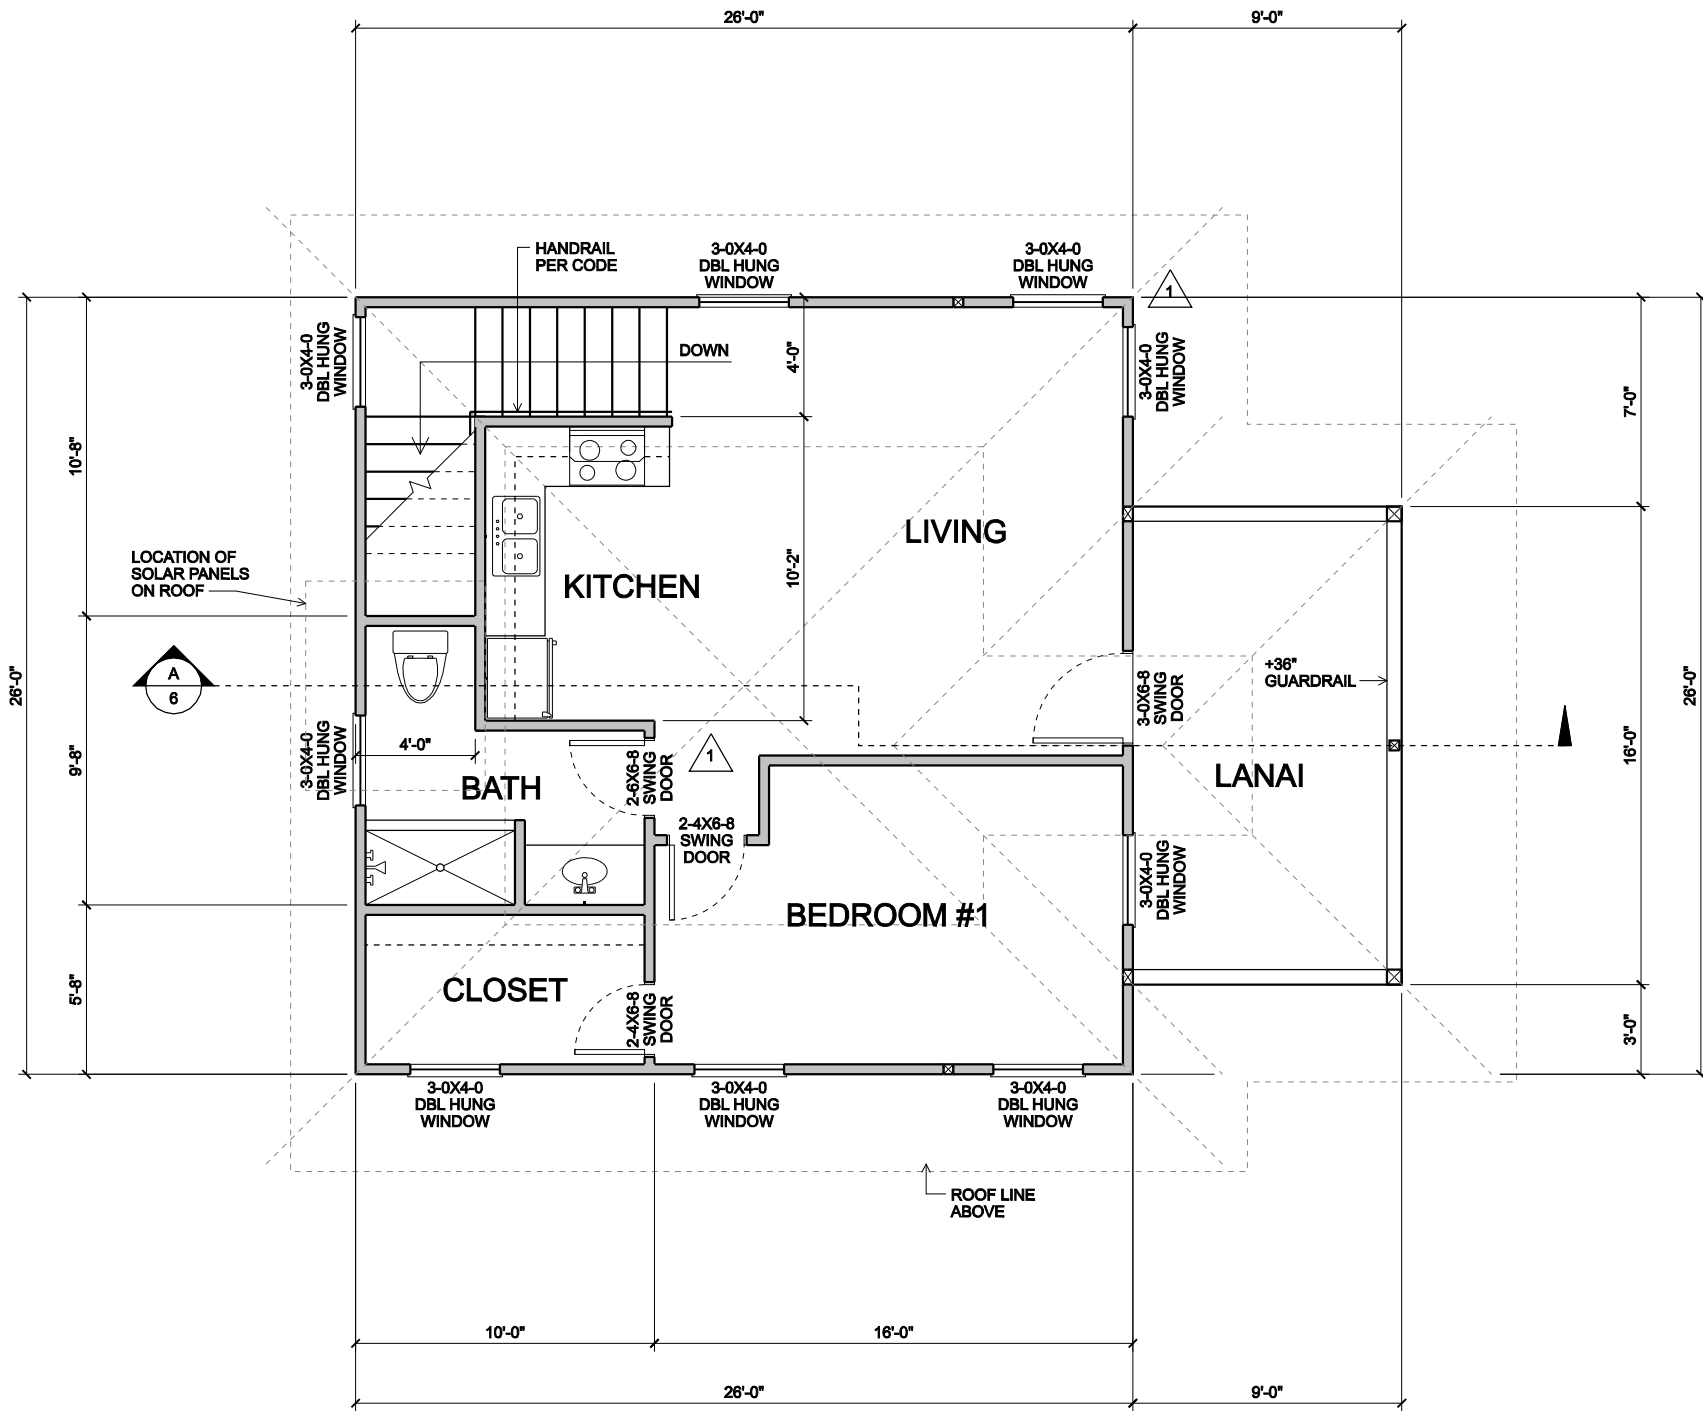 26'-0"
9'-0"
HANDRAIL
PER CODE
3-0X4-0
DBL HUNG
WINDOW
3-0X4-0
DBL HUNG
WINDOW
1
3-0X4-0
DBL HUNG
WINDOW
DOWN
4'-0"
3-0X4-0
DBL HUNG
WINDOW
7'-0"
10'-8"
LIVING
10'-2"
KITCHEN
LOCATION OF
SOLAR PANELS
ON ROOF
A
6
26'-0"
+36"
GUARDRAIL
3-0X6-8
SWING
DOOR
26'-0"
16'-0"
9'-8"
3-0X4-0
DBL HUNG
WINDOW
4'-0"
BATH
2-6X6-8
SWING
DOOR
1
LANAI
2-4X6-8
SWING
DOOR
3-0X4-0
DBL HUNG
WINDOW
BEDROOM #1
5'-8"
CLOSET
2-4X6-8
SWING
DOOR
3'-0"
3-0X4-0
DBL HUNG
WINDOW
3-0X4-0
DBL HUNG
WINDOW
3-0X4-0
DBL HUNG
WINDOW
ROOF LINE
ABOVE
10'-0"
16'-0"
26'-0"
9'-0"